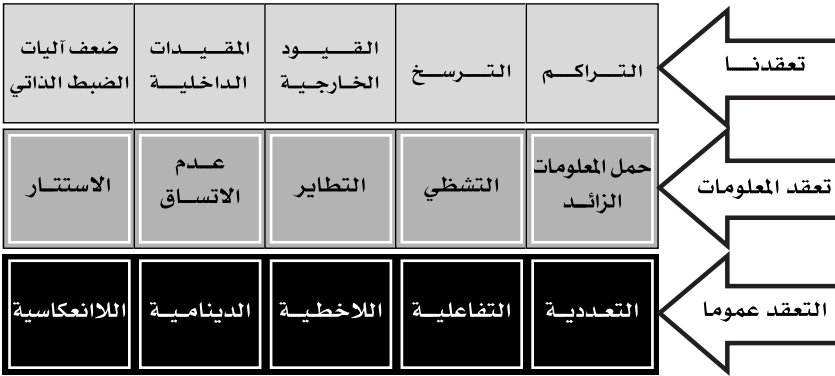 تعقدنا
التراكم
الترسخ
القيود
الخارجية
المقيدات
الداخلية
ضعف آليات
الضبط الذاتي
تعقد المعلومات
حمل المعلومات
الزائد
التشظي
التطاير
عدم
الاتساق
الاستتار
التعقد عموما
التعددية
التفاعلية
اللاخطية
الدينامية
اللاانعكاسية